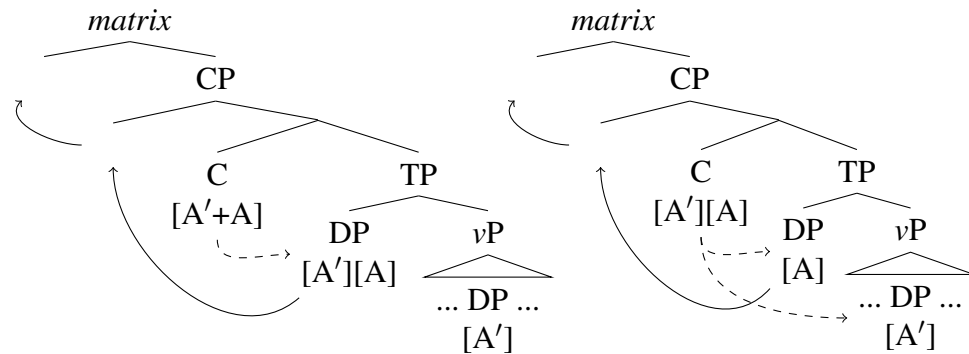 matrix
CP
C
TP
[A′+A]
DP
vP
[A′][A]
... DP ...
[A′]
matrix
CP
C
TP
[A′][A]
DP
vP
[A]
... DP ...
[A′]